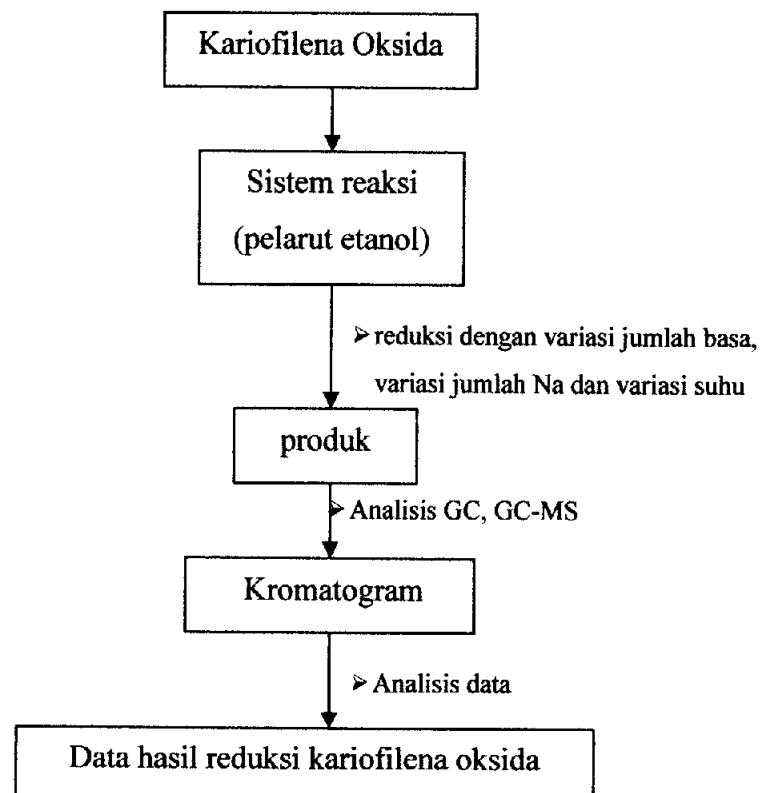 Kariofilena Oksida
Sistem reaksi
(pelarut etanol)
➢ reduksi dengan variasi jumlah basa,
variasi jumlah Na dan variasi suhu
produk
➢ Analisis GC, GC-MS
Kromatogram
➢ Analisis data
Data hasil reduksi kariofilena oksida